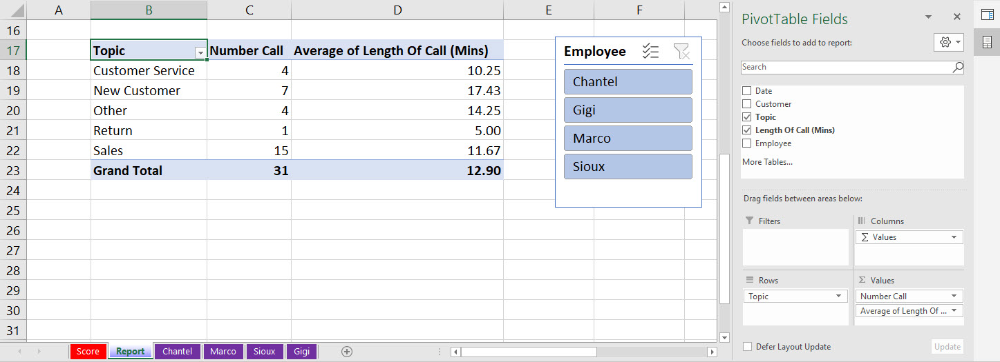 A B C D E F
16
17 Topic Number Call Average of Length Of Call (Mins)
18 Customer Service 4 10.25
19 New Customer 7 17.43
20 Other 4 14.25
21 Return 1 5.00
22 Sales 15 11.67
23 Grand Total 31 12.90
24
25
26
27
28
29
30
31
Employee
Chantel
Gigi
Marco
Sioux
Score Report Chantel Marco Sioux Gigi
PivotTable Fields
Choose fields to add to report:
Search
Date
Customer
Topic
Length Of Call (Mins)
Employee
More Tables...
Drag fields between areas below:
Filters
Columns
Σ Values
Rows
Topic
Σ Values
Number Call
Average of Length Of ...
Defer Layout Update
Update